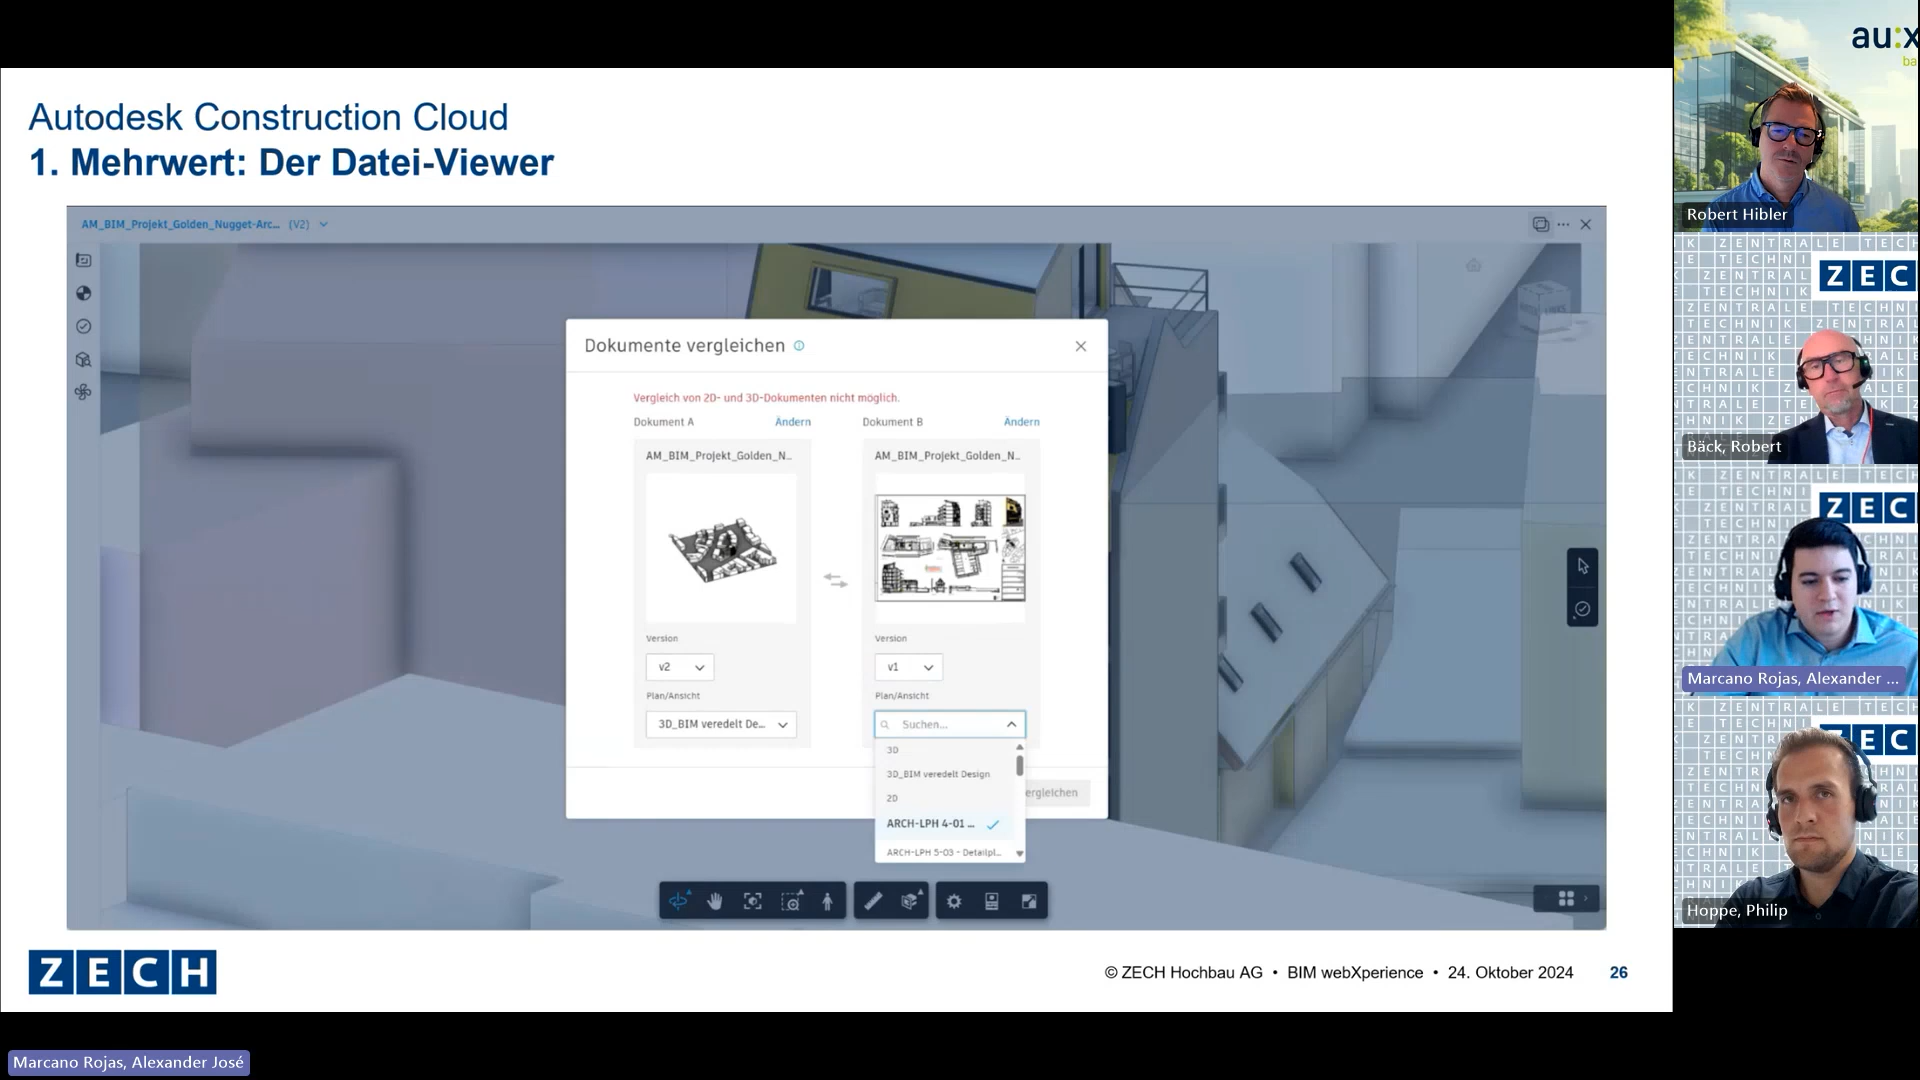 Autodesk Construction Cloud
1. Mehrwert: Der Datei-Viewer
AM_BIM_Projekt_Golden_Nugget-Arc... (V2)
Dokumente vergleichen
Vergleich von 2D- und 3D-Dokumenten nicht möglich.
Dokument A Ändern
Dokument B Ändern
AM_BIM_Projekt_Golden_N...
AM_BIM_Projekt_Golden_N...
Version
v2
Version
v1
Plan/Ansicht
3D_BIM veredelt De...
Plan/Ansicht
Suchen...
3D
3D_BIM veredelt Design
2D
ARCH-LPH 4-01 ...
ARCH-LPH 5-03 - Detailpl...
ergleichen
ZECH
© ZECH Hochbau AG • BIM webXperience • 24. Oktober 2024 26
Marcano Rojas, Alexander José
au:x
ba
Robert Hibler
ZEC
Bäck, Robert
ZEC
Marcano Rojas, Alexander ...
EC
Hoppe, Philip